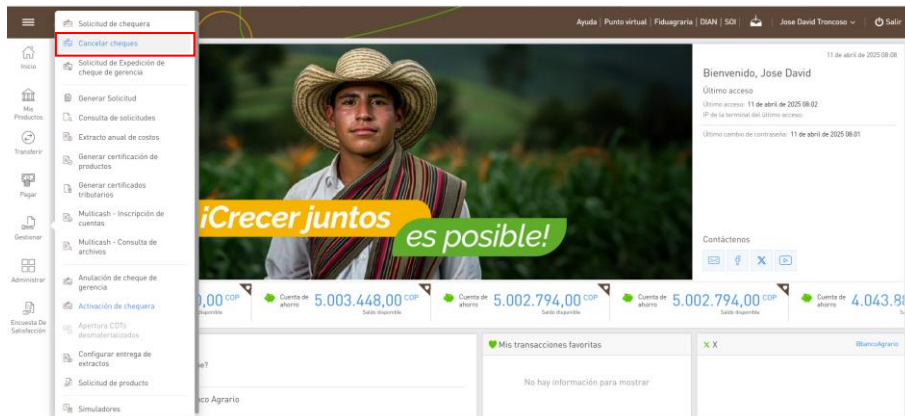 Ayuda | Punto virtual | Fiduagraria | DIAN | SOI | Jose David Troncoso Salir
Inicio
Mis
Productos
Transferir
Pagar
Gestionar
Administrar
Encuesta De
Satisfacción
Solicitud de chequera
Cancelar cheques
Solicitud de Expedición de
cheque de gerencia
Generar Solicitud
Consulta de solicitudes
Extracto anual de costos
Generar certificación de
productos
Generar certificados
tributarios
Multicash - Inscripción de
cuentas
Multicash - Consulta de
archivos
Anulación de cheque de
gerencia
Activación de chequera
Apertura CDTs
desmaterializados
Configurar entrega de
extractos
Solicitud de producto
Simuladores
¡Crecer juntos
es posible!
11 de abril de 2025 08:08
Bienvenido, Jose David
Último acceso
Último acceso: 11 de abril de 2025 08:02
IP de la terminal del último acceso:
Último cambio de contraseña: 11 de abril de 2025 08:01
Contáctenos
,00 COP
disponible
Cuenta de
ahorro
5.003.448,00 COP
Saldo disponible
Cuenta de
ahorro
5.002.794,00 COP
Saldo disponible
Cuenta de
ahorro
5.002.794,00 COP
Saldo disponible
Cuenta de
ahorro
4.043.8
Mis transacciones favoritas
No hay información para mostrar
X
@bancoAgrario
co Agrario